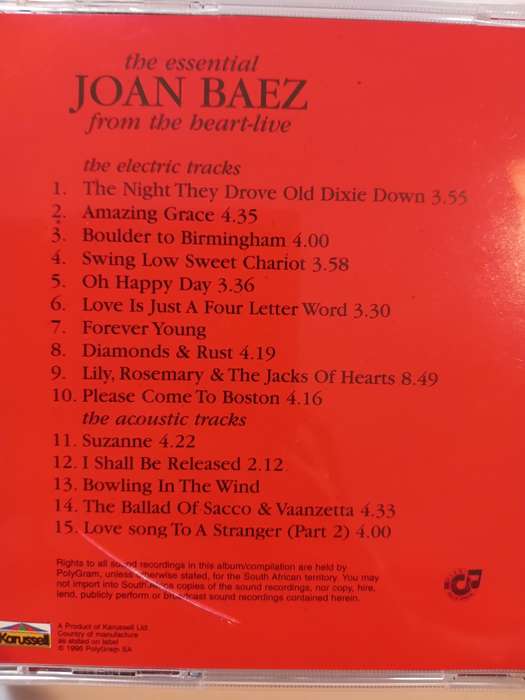 the essential
JOAN BAEZ
from the heart-live
the electric tracks
1. The Night They Drove Old Dixie Down 3.55
2. Amazing Grace 4.35
3. Boulder to Birmingham 4.00
4. Swing Low Sweet Chariot 3.58
5. Oh Happy Day 3.36
6. Love Is Just A Four Letter Word 3.30
7. Forever Young
8. Diamonds & Rust 4.19
9. Lily, Rosemary & The Jacks Of Hearts 8.49
10. Please Come To Boston 4.16
the acoustic tracks
11. Suzanne 4.22
12. I Shall Be Released 2.12
13. Bowling In The Wind
14. The Ballad Of Sacco & Vaanzetta 4.33
15. Love song To A Stranger (Part 2) 4.00
Rights to all sound recordings in this album/compilation are held by
PolyGram, unless otherwise stated, for the South African territory. You may
not import into South Africa copies of the sound recordings, nor copy, hire,
lend, publicly perform or broadcast sound recordings contained herein.
Karussell
A Product of Karussell Ltd.
Country of manufacture
as stated on label
© 1996 PolyGram SA